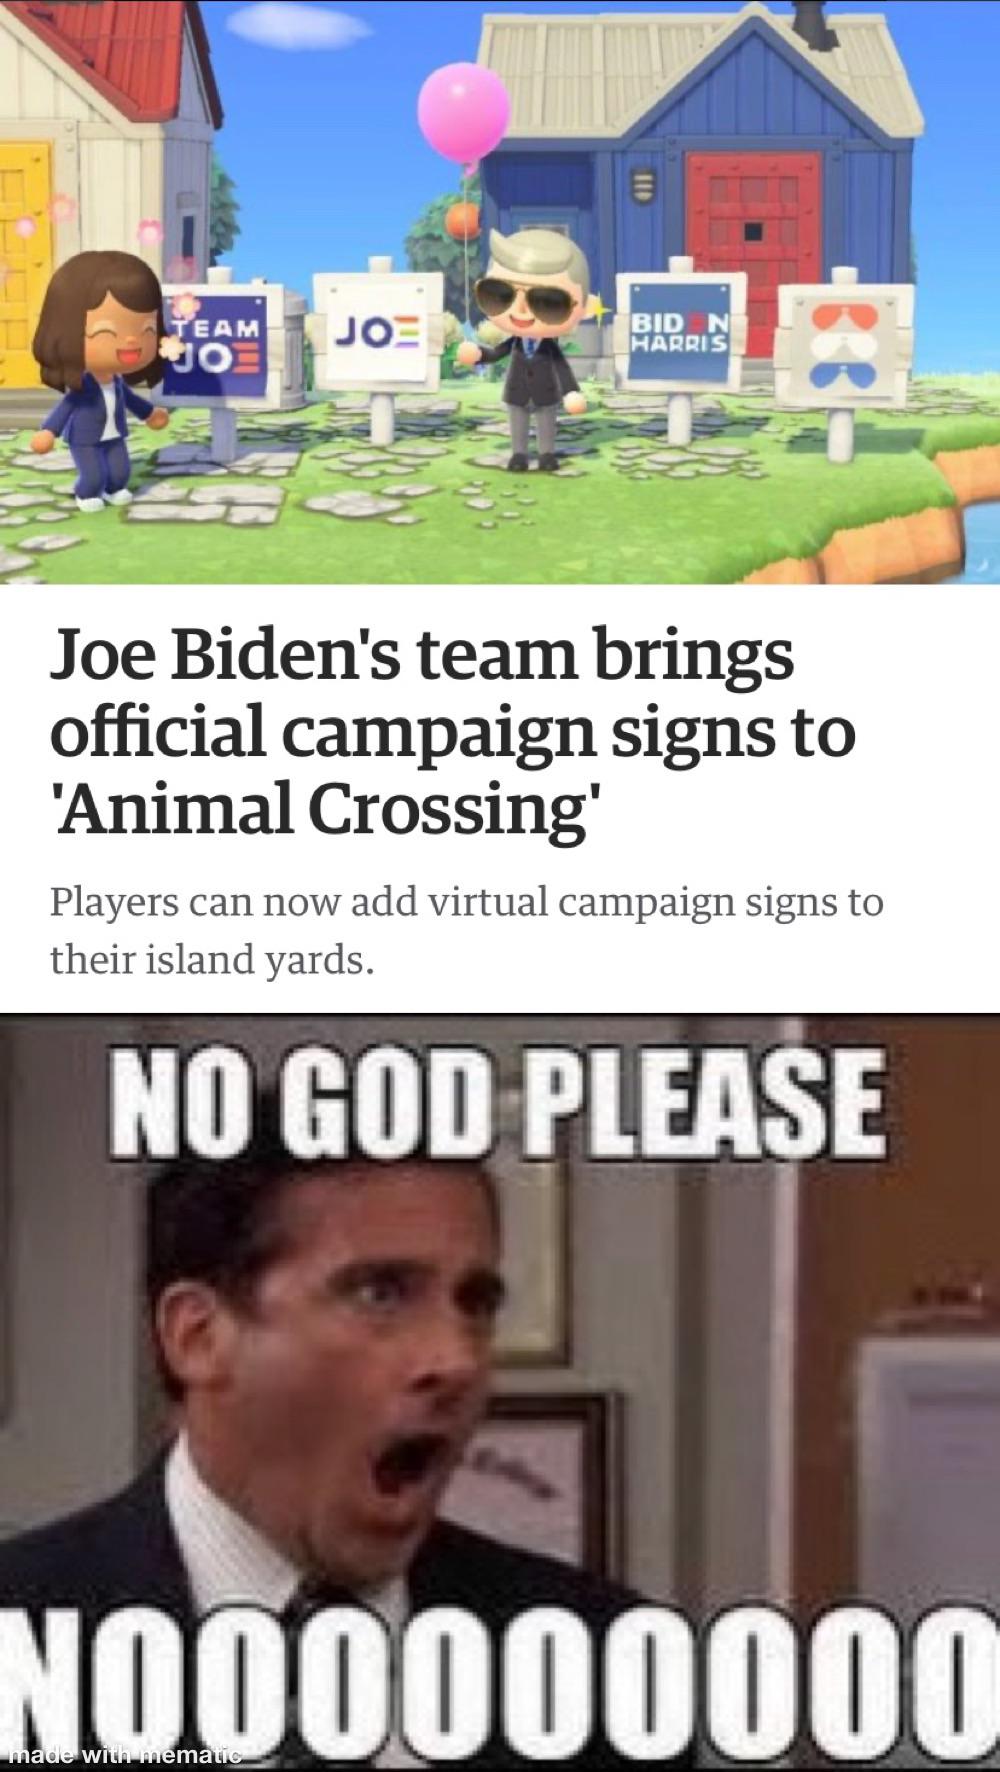 TEAM
JOE
JOE
BIDEN
HARRIS
Joe Biden's team brings
official campaign signs to
'Animal Crossing'
Players can now add virtual campaign signs to
their island yards.
NO GOD PLEASE
NOOOOOOOOO
made with mematic